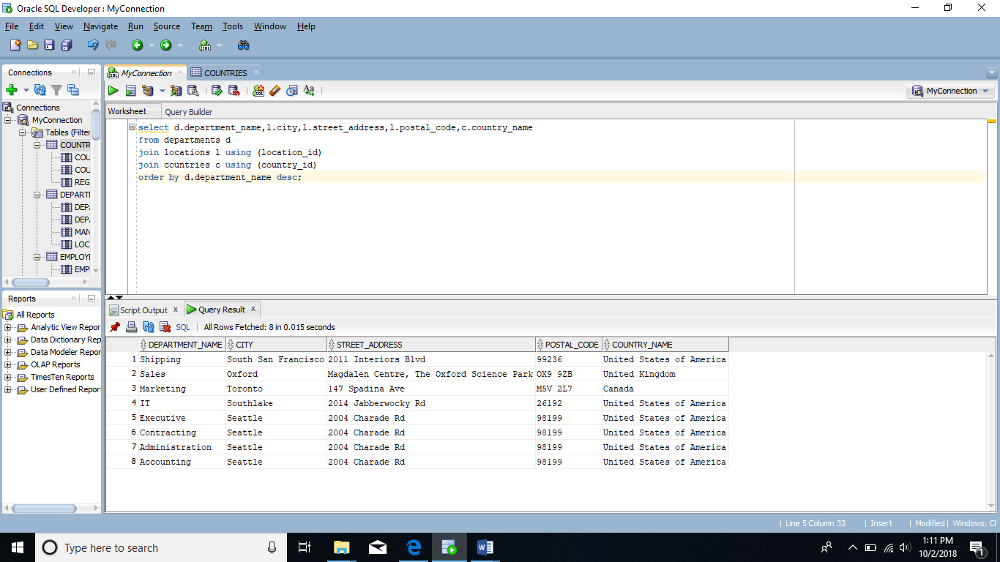 Oracle SQL Developer : MyConnection
File Edit View Navigate Run Source Team Tools Window Help
Connections
MyConnection
COUNTRIES
MyConnection
Worksheet Query Builder
Connections
MyConnection
Tables (Filter
COUNTR
COU
COU
REG
DEPARTI
DEP
DEP
MAN
LOC
EMPLOYI
EMP
select d.department_name,l.city,l.street_address,l.postal_code,c.country_name
from departments d
join locations l using (location_id)
join countries c using (country_id)
order by d.department_name desc;
Reports
All Reports
Analytic View Repor
Data Dictionary Rep
Data Modeler Repor
OLAP Reports
TimesTen Reports
User Defined Repor
Script Output x Query Result x
SQL | All Rows Fetched: 8 in 0.015 seconds
DEPARTMENT_NAME CITY STREET_ADDRESS POSTAL_CODE COUNTRY_NAME
1 Shipping South San Francisco 2011 Interiors Blvd 99236 United States of America
2 Sales Oxford Magdalen Centre, The Oxford Science Park OX9 9ZB United Kingdom
3 Marketing Toronto 147 Spadina Ave M5V 2L7 Canada
4 IT Southlake 2014 Jabberwocky Rd 26192 United States of America
5 Executive Seattle 2004 Charade Rd 98199 United States of America
6 Contracting Seattle 2004 Charade Rd 98199 United States of America
7 Administration Seattle 2004 Charade Rd 98199 United States of America
8 Accounting Seattle 2004 Charade Rd 98199 United States of America
| Line 5 Column 33 | Insert | Modified | Windows: CF
Type here to search
1:11 PM
10/2/2018
1